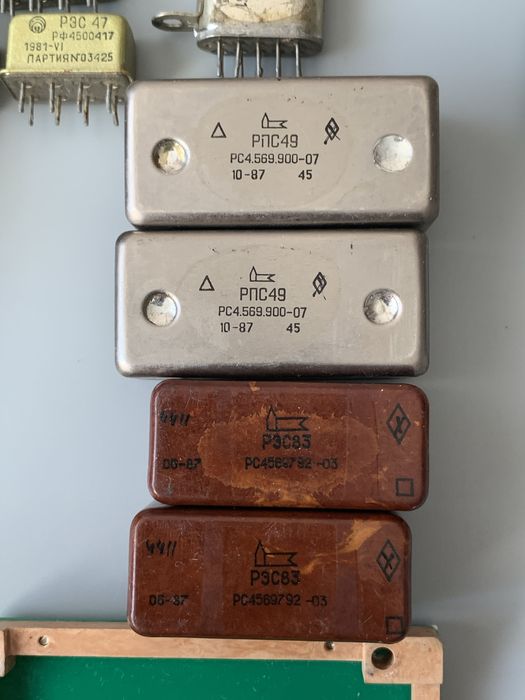 РЭС 47
РФ4500417
1981-VI
ПАРТИЯ№03425
РПС49
РС4.569.900-07
10-87 45
РПС49
РС4.569.900-07
10-87 45
РЭС83
06-87 РС4569792-03
РЭС83
06-87 РС4569792-03